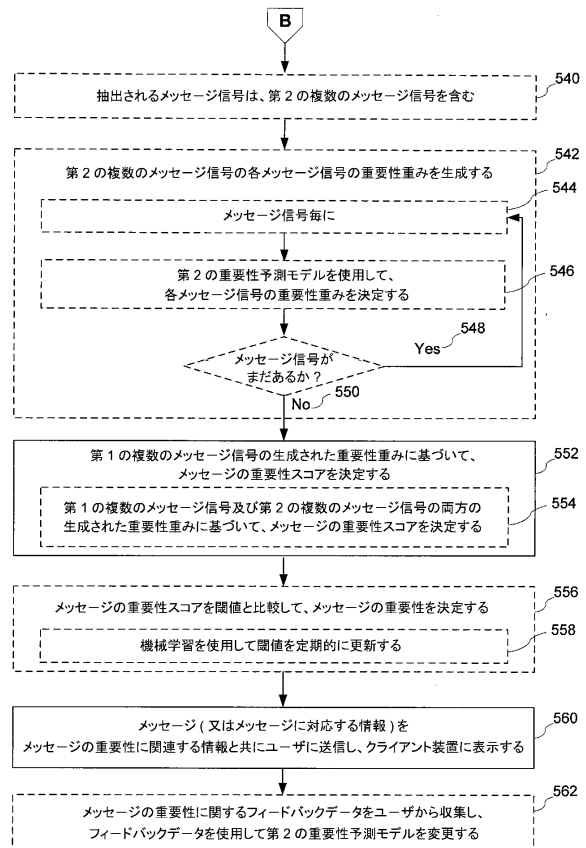 B
540
抽出されるメッセージ信号は、第2の複数のメッセージ信号を含む
542
第2の複数のメッセージ信号の各メッセージ信号の重要性重みを生成する
544
メッセージ信号毎に
第2の重要性予測モデルを使用して、
各メッセージ信号の重要性重みを決定する
546
548
Yes
メッセージ信号が
まだあるか?
No
550
第1の複数のメッセージ信号の生成された重要性重みに基づいて、
メッセージの重要性スコアを決定する
552
第1の複数のメッセージ信号及び第2の複数のメッセージ信号の両方の
生成された重要性重みに基づいて、メッセージの重要性スコアを決定する
554
556
メッセージの重要性スコアを閾値と比較して、メッセージの重要性を決定する
558
機械学習を使用して閾値を定期的に更新する
メッセージ(又はメッセージに対応する情報)を
メッセージの重要性に関連する情報と共にユーザに送信し、クライアント装置に表示する
560
562
メッセージの重要性に関するフィードバックデータをユーザから収集し、
フィードバックデータを使用して第2の重要性予測モデルを変更する